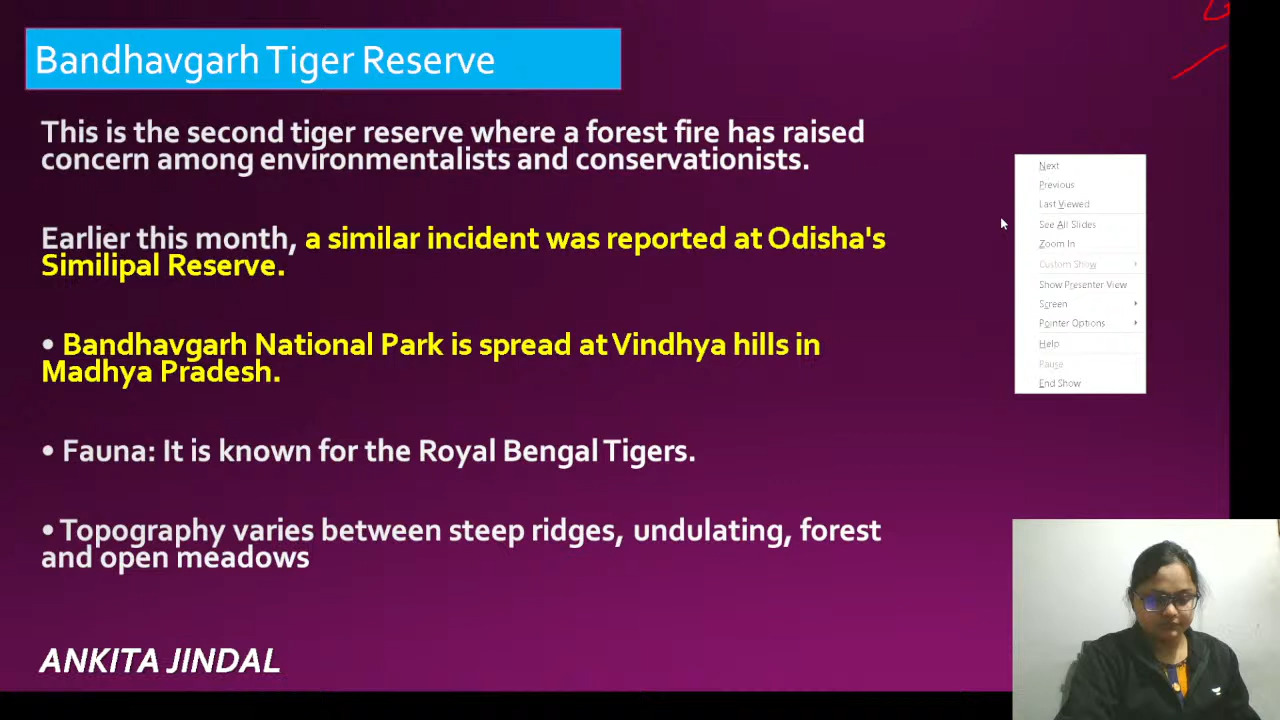 Bandhavgarh Tiger Reserve
This is the second tiger reserve where a forest fire has raised
concern among environmentalists and conservationists.
Earlier this month, a similar incident was reported at Odisha's
Similipal Reserve.
• Bandhavgarh National Park is spread at Vindhya hills in
Madhya Pradesh.
• Fauna: It is known for the Royal Bengal Tigers.
• Topography varies between steep ridges, undulating, forest
and open meadows
ANKITA JINDAL
Next
Previous
Last Viewed
See All Slides
Zoom In
Custom Show
Show Presenter View
Screen
Pointer Options
Help
Pause
End Show